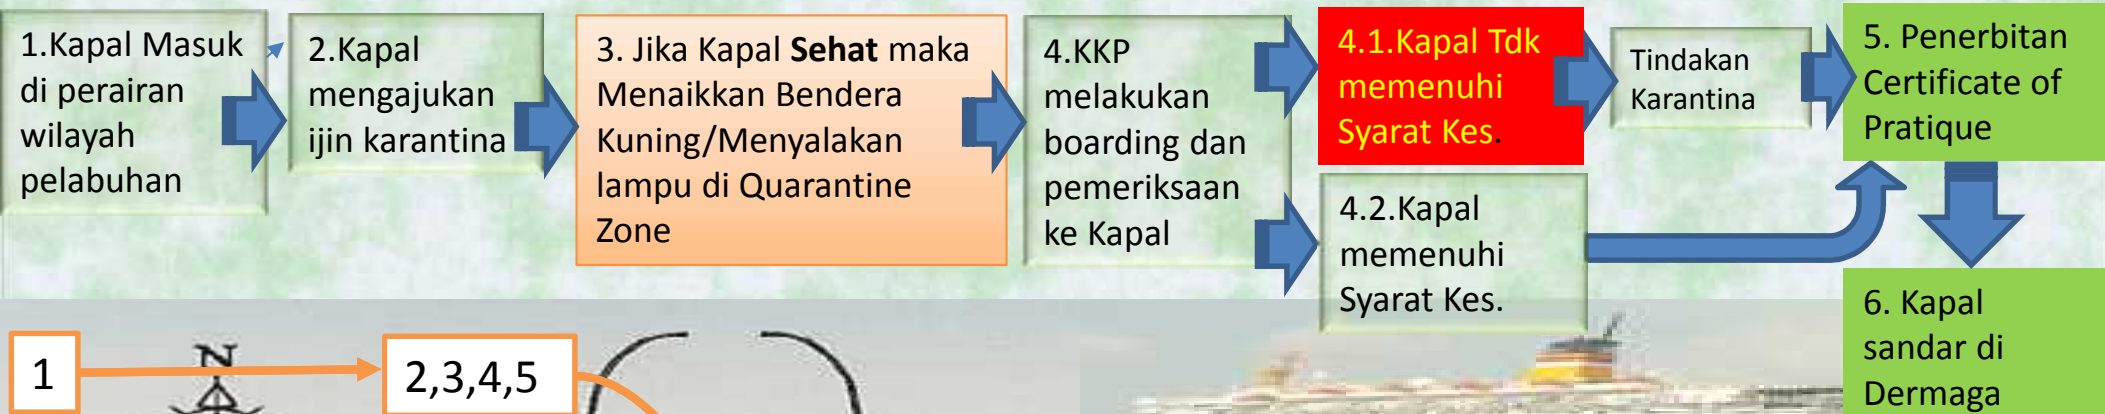 1.Kapal Masuk
di perairan
wilayah
pelabuhan
2.Kapal
mengajukan
ijin karantina
3. Jika Kapal Sehat maka
Menaikkan Bendera
Kuning/Menyalakan
lampu di Quarantine
Zone
4.KKP
melakukan
boarding dan
pemeriksaan
ke Kapal
4.1.Kapal Tdk
memenuhi
Syarat Kes.
Tindakan
Karantina
4.2.Kapal
memenuhi
Syarat Kes.
5. Penerbitan
Certificate of
Pratique
6. Kapal
sandar di
Dermaga
1
N
2,3,4,5